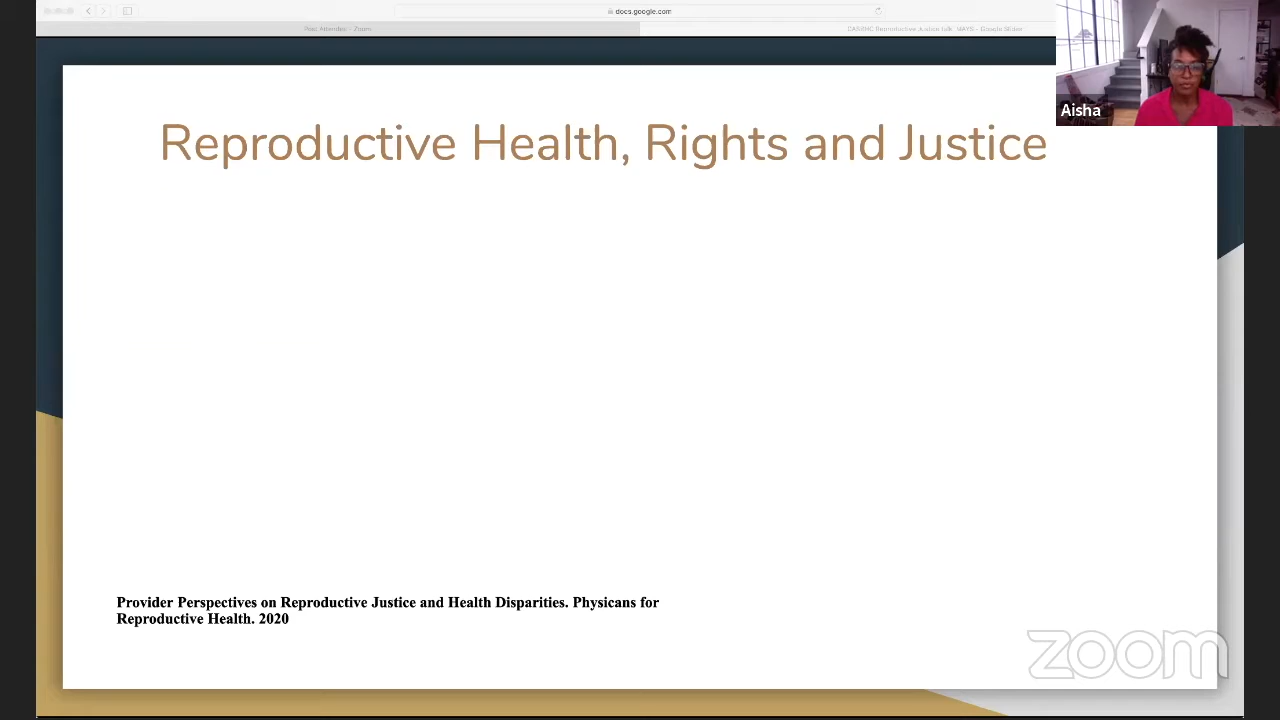 docs.google.com
Aisha
Reproductive Health, Rights and Justice
Provider Perspectives on Reproductive Justice and Health Disparities. Physicans for
Reproductive Health. 2020
zoom